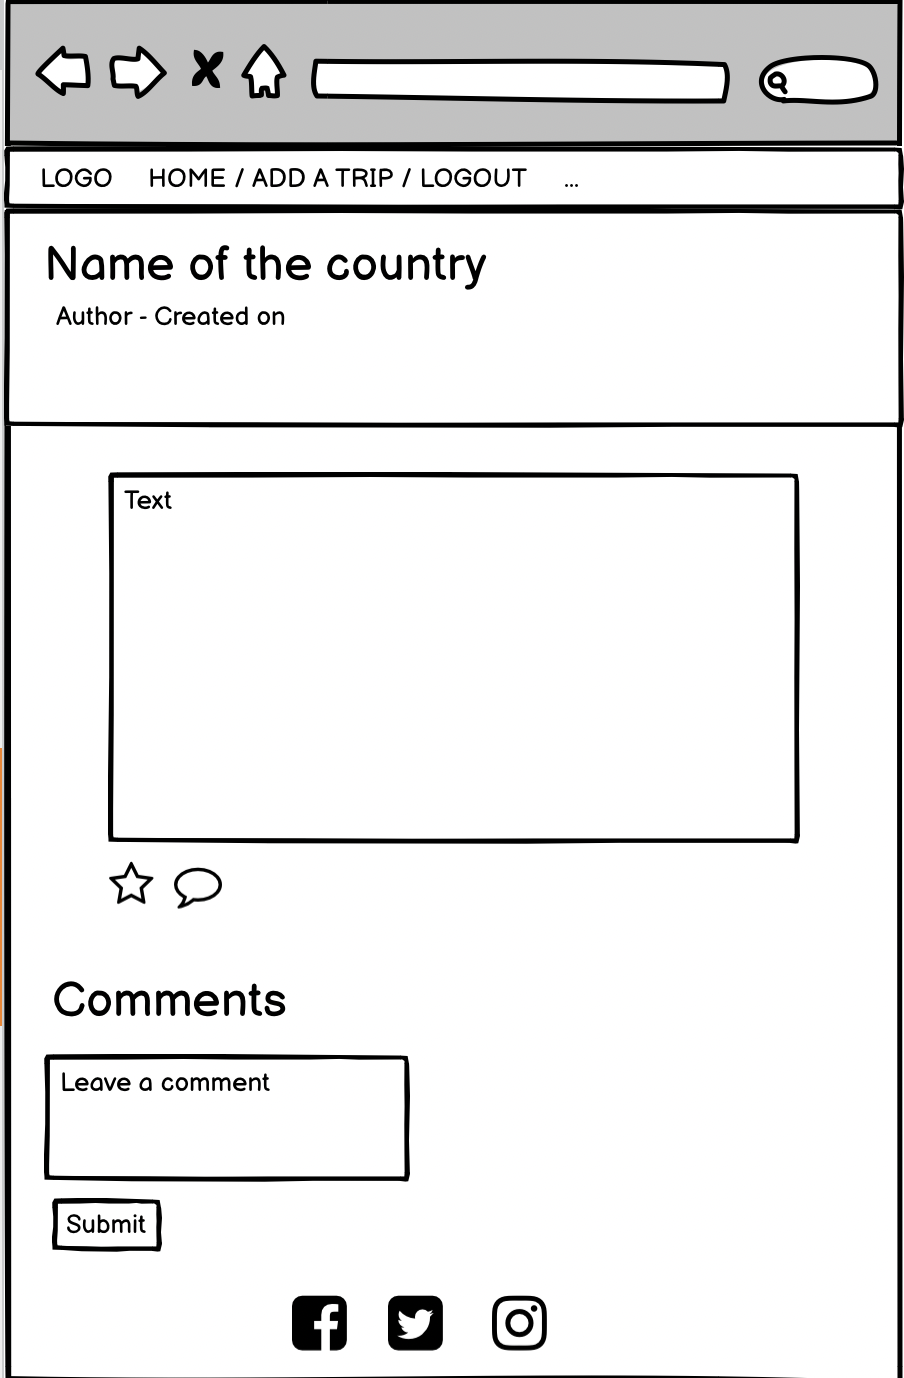 LOGO HOME / ADD A TRIP / LOGOUT ...
Name of the country
Author - Created on
Text
Comments
Leave a comment
Submit